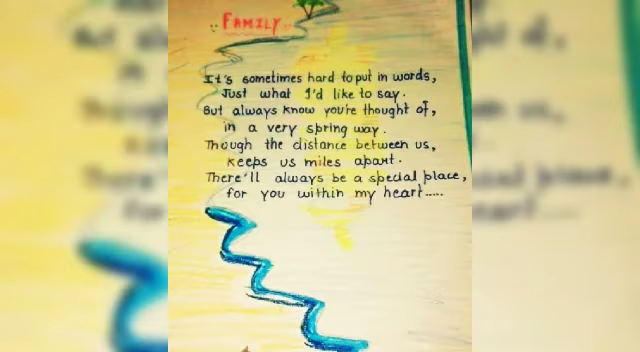 FAMILY
It's sometimes hard to put in words,
Just what I'd like to say.
But always know you're thought of,
in a very spring way.
Though the distance between us,
keeps us miles apart.
There'll always be a special place,
for you within my heart.....